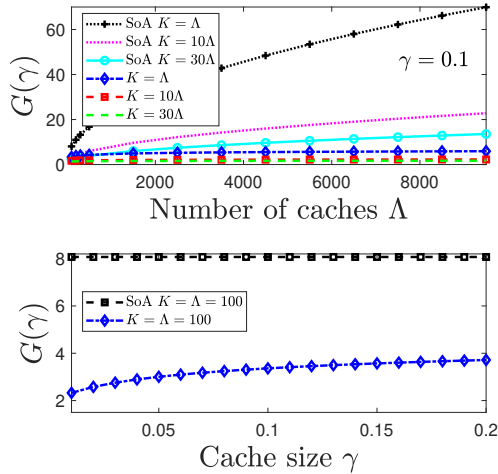 G(γ)
60
40
20
0
SoA K = Λ
SoA K = 10Λ
SoA K = 30Λ
K = Λ
K = 10Λ
K = 30Λ
γ = 0.1
2000 4000 6000 8000
Number of caches Λ
G(γ)
8
6
4
2
SoA K = Λ = 100
K = Λ = 100
0.05 0.1 0.15 0.2
Cache size γ